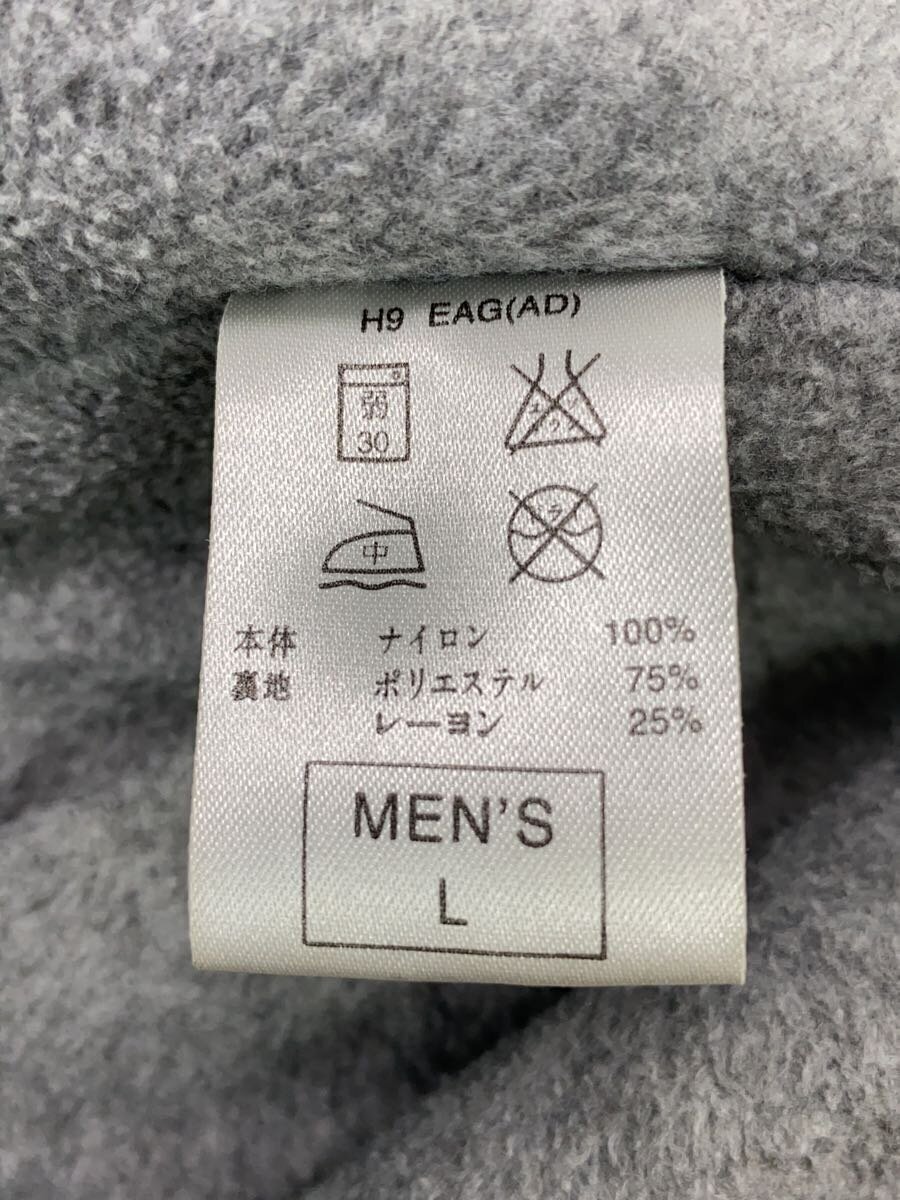 H9 EAG(AD)
弱
30
中
本体 ナイロン 100%
裏地 ポリエステル 75%
レーヨン 25%
MEN'S
L